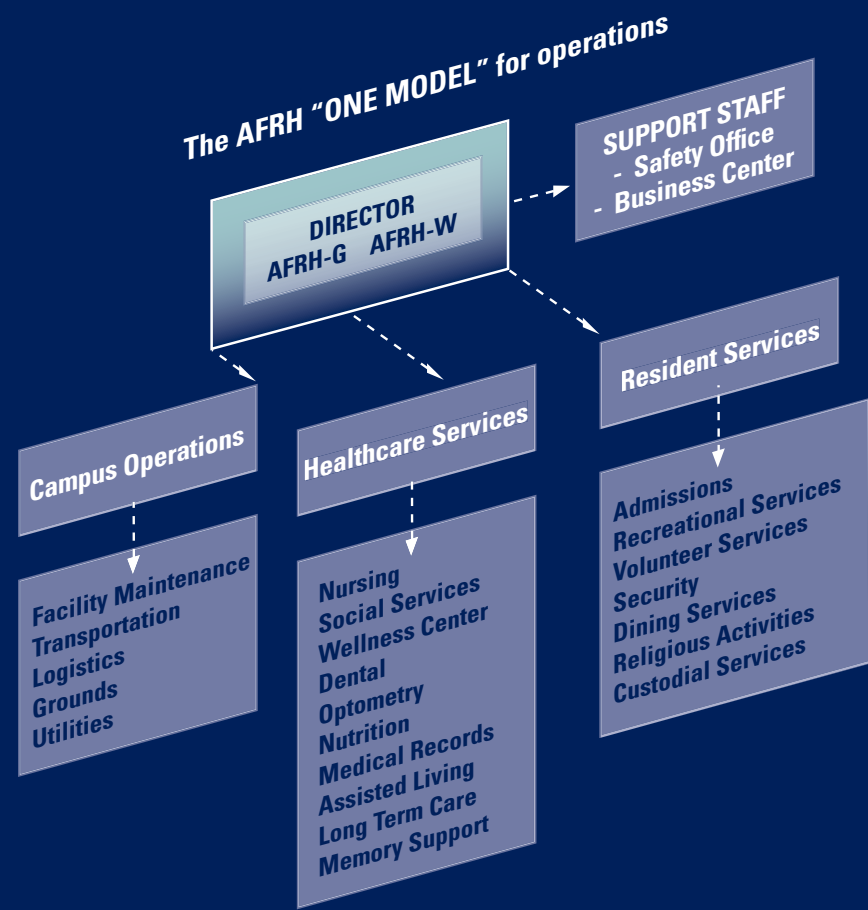 The AFRH “ONE MODEL” for operations
DIRECTOR
AFRH-G AFRH-W
SUPPORT STAFF
- Safety Office
- Business Center
Campus Operations
Facility Maintenance
Transportation
Logistics
Grounds
Utilities
Healthcare Services
Nursing
Social Services
Wellness Center
Dental
Optometry
Nutrition
Medical Records
Assisted Living
Long Term Care
Memory Support
Resident Services
Admissions
Recreational Services
Volunteer Services
Security
Dining Services
Religious Activities
Custodial Services